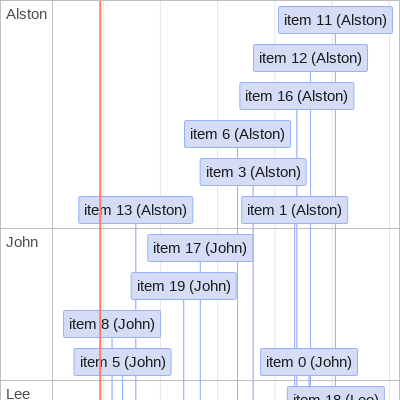 Alston
item 11 (Alston)
item 12 (Alston)
item 16 (Alston)
item 6 (Alston)
item 3 (Alston)
item 13 (Alston)
item 1 (Alston)
John
item 17 (John)
item 19 (John)
item 8 (John)
item 5 (John)
item 0 (John)
Lee
item 18 (Lee)